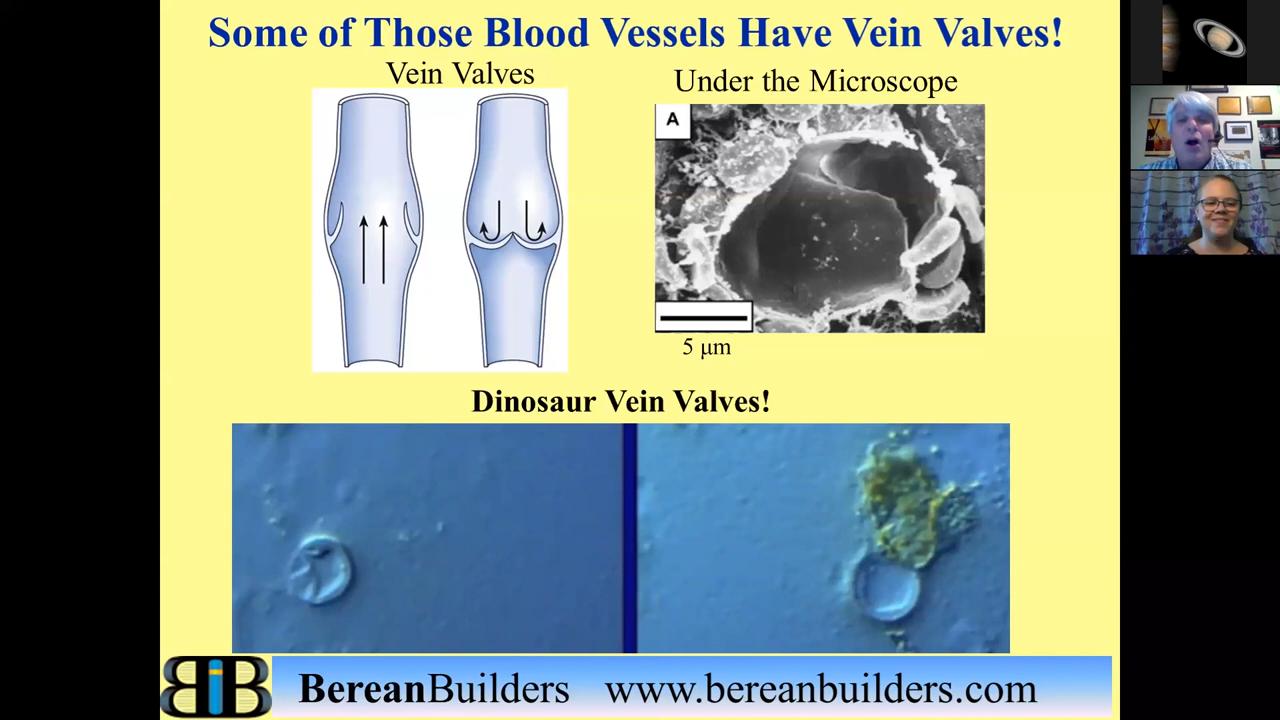 Some of Those Blood Vessels Have Vein Valves!
Vein Valves
Under the Microscope
A
5 μm
Dinosaur Vein Valves!
BiB
BereanBuilders www.bereanbuilders.com